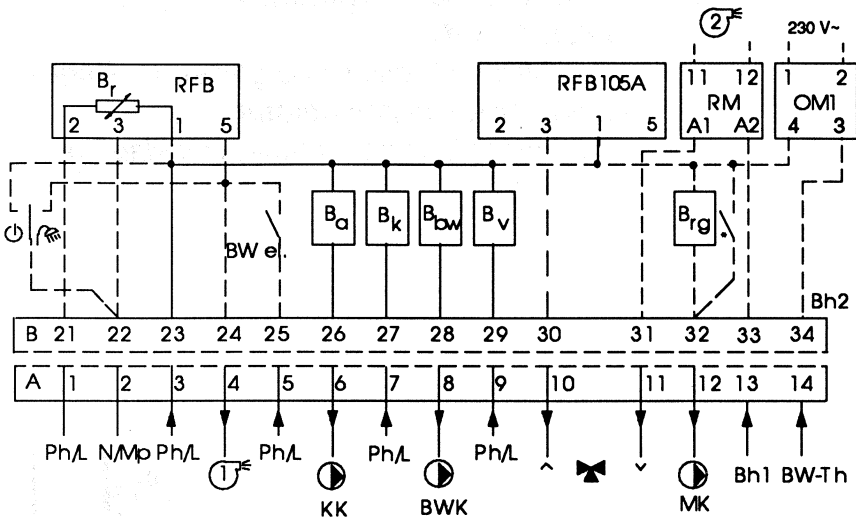 2 230 V~
11 12 1 2
Br RFB RFB105A RM OM1
2 3 1 5 2 3 1 5 A1 A2 4 3
Ba Bk Bbw Bv Brg *
BW e..
Bh2
B 21 22 23 24 25 26 27 28 29 30 31 32 33 34
A 1 2 3 4 5 6 7 8 9 10 11 12 13 14
Ph/L N/Mp Ph/L 1 Ph/L Ph/L Ph/L ^ v Bh1 BW-Th
KK BWK MK